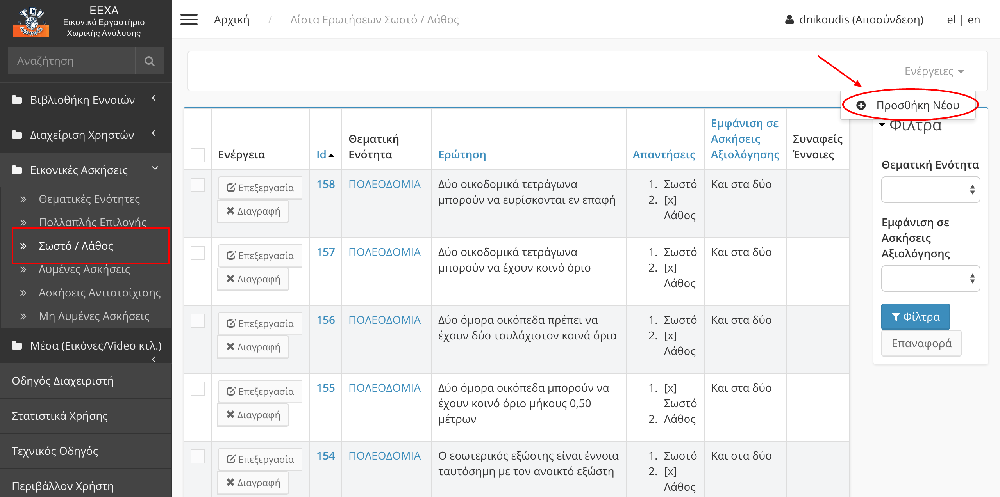 ΤΕΙ
ΑΘΗΝΑΣ
ΕΕΧΑ
Εικονικό Εργαστήριο
Χωρικής Ανάλυσης
Αναζήτηση
Βιβλιοθήκη Εννοιών
Διαχείριση Χρηστών
Εικονικές Ασκήσεις
Θεματικές Ενότητες
Πολλαπλής Επιλογής
Σωστό / Λάθος
Λυμένες Ασκήσεις
Ασκήσεις Αντιστοίχισης
Μη Λυμένες Ασκήσεις
Μέσα (Εικόνες/Video κτλ.)
Οδηγός Διαχειριστή
Στατιστικά Χρήσης
Τεχνικός Οδηγός
Περιβάλλον Χρήστη
Αρχική / Λίστα Ερωτήσεων Σωστό / Λάθος
dnikoudis (Αποσύνδεση) el | en
Ενέργειες
Προσθήκη Νέου
Ενέργεια
Id
Θεματική
Ενότητα
Ερώτηση
Απαντήσεις
Εμφάνιση σε
Ασκήσεις
Αξιολόγησης
Συναφείς
Έννοιες
Επεξεργασία
Διαγραφή
158
ΠΟΛΕΟΔΟΜΙΑ
Δύο οικοδομικά τετράγωνα
μπορούν να ευρίσκονται εν επαφή
1. Σωστό
2. [x]
Λάθος
Και στα δύο
Επεξεργασία
Διαγραφή
157
ΠΟΛΕΟΔΟΜΙΑ
Δύο οικοδομικά τετράγωνα
μπορούν να έχουν κοινό όριο
1. Σωστό
2. [x]
Λάθος
Και στα δύο
Επεξεργασία
Διαγραφή
156
ΠΟΛΕΟΔΟΜΙΑ
Δύο όμορα οικόπεδα πρέπει να
έχουν δύο τουλάχιστον κοινά όρια
1. Σωστό
2. [x]
Λάθος
Και στα δύο
Επεξεργασία
Διαγραφή
155
ΠΟΛΕΟΔΟΜΙΑ
Δύο όμορα οικόπεδα μπορούν να
έχουν κοινό όριο μήκους 0,50
μέτρων
1. [x]
Σωστό
2. Λάθος
Και στα δύο
Επεξεργασία
Διαγραφή
154
ΠΟΛΕΟΔΟΜΙΑ
Ο εσωτερικός εξώστης είναι έννοια
ταυτόσημη με τον ανοικτό εξώστη
1. Σωστό
2. [x]
Λάθος
Και στα δύο
Φίλτρα
Θεματική Ενότητα
Εμφάνιση σε
Ασκήσεις
Αξιολόγησης
Φίλτρα
Επαναφορά